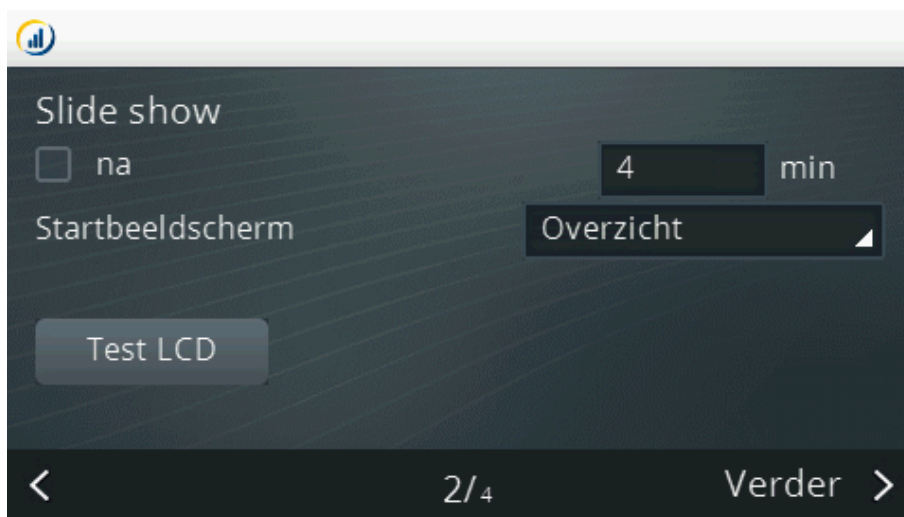 Slide show
na 4 min
Startbeeldscherm Overzicht
Test LCD
< 2/4 Verder >